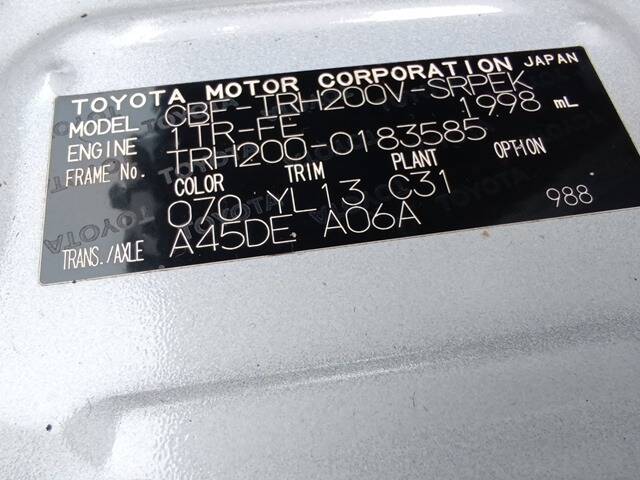 TOYOTA MOTOR CORPORATION JAPAN
MODEL CBF-TRH200V-SRPEK
ENGINE 1TR-FE 1998 mL
FRAME No. TRH200-0183585
COLOR TRIM PLANT OPTION
070 YL13 C31
TRANS./AXLE A45DE A06A 988